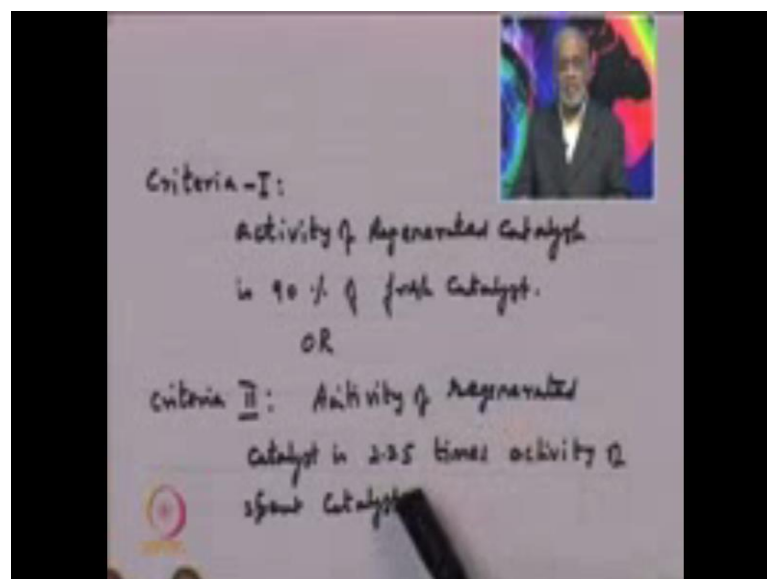 Criteria-I:
activity of Regenerated Catalyst
is 90 % of fresh Catalyst.
OR
Criteria II: Activity of Regenerated
Catalyst is 2.25 times activity of
spent Catalyst